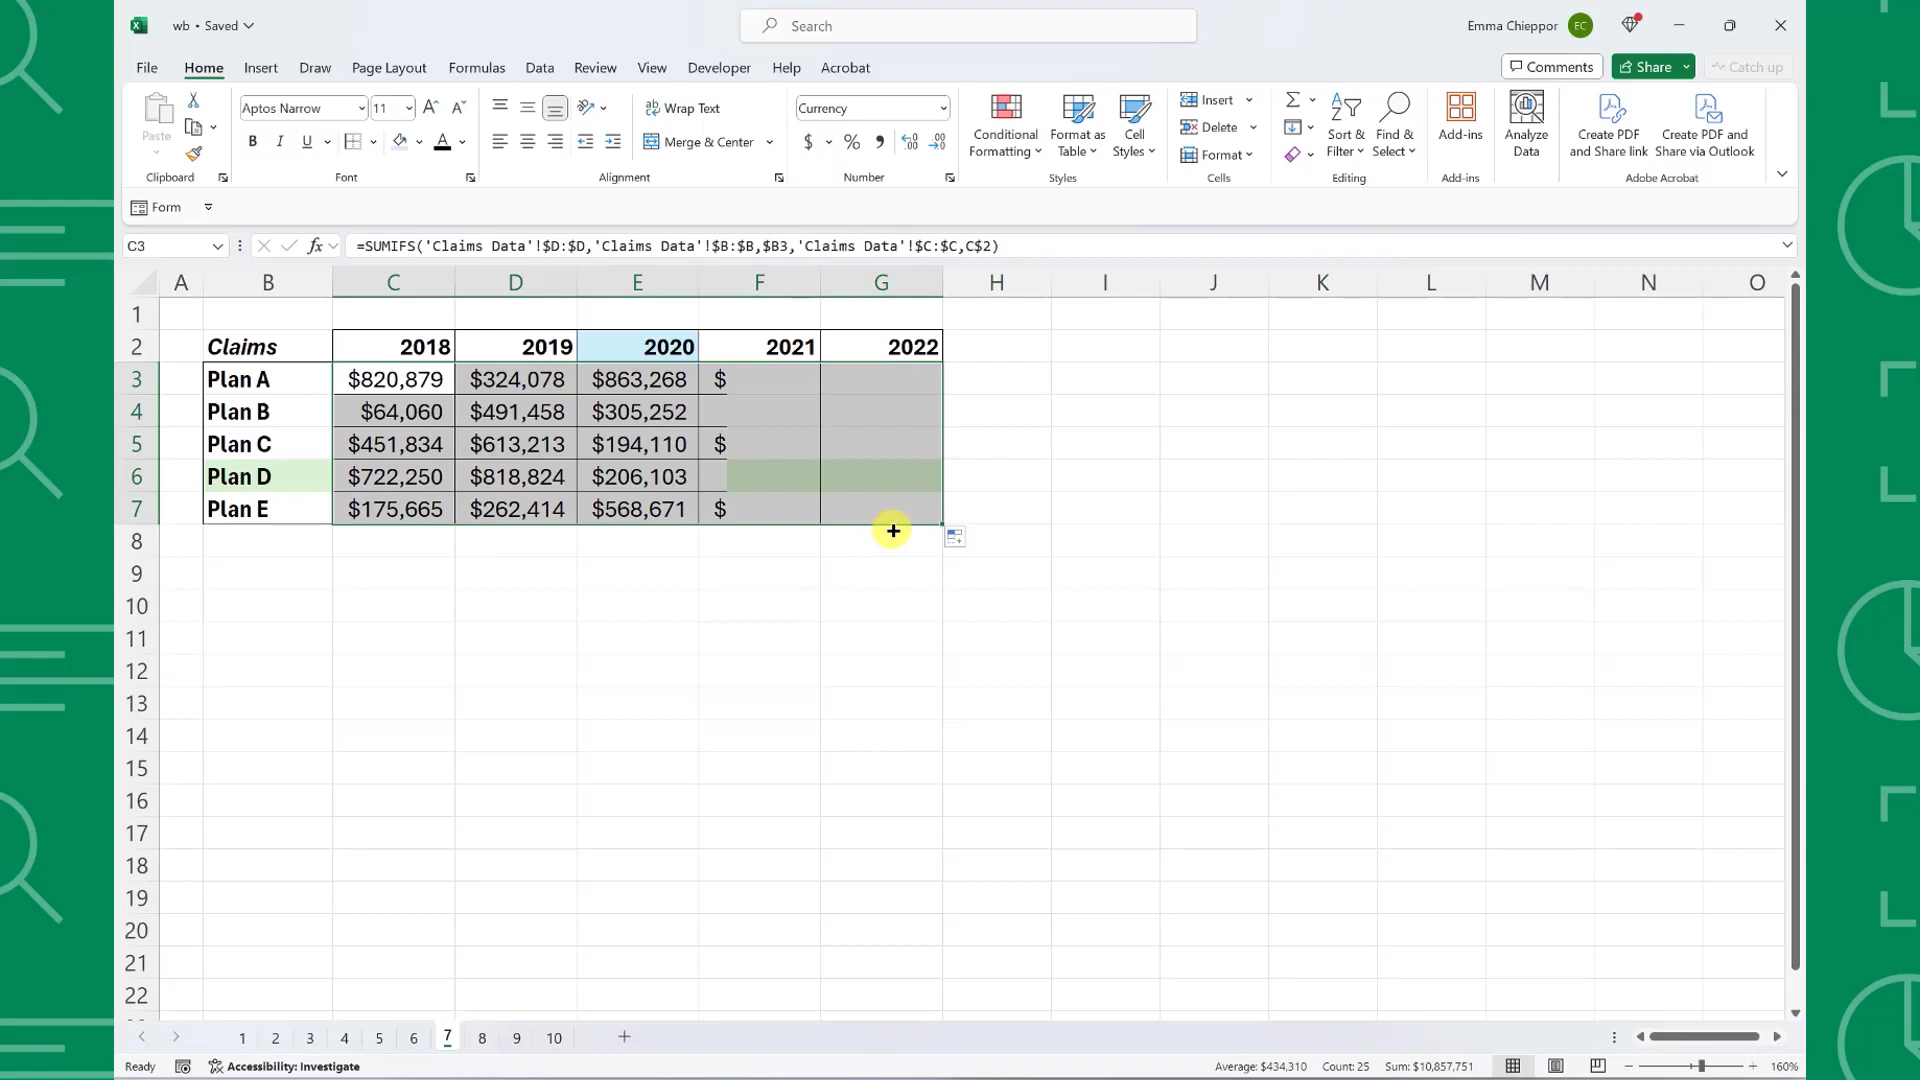 wb • Saved
Search
Emma Chieppor
EC
File Home Insert Draw Page Layout Formulas Data Review View Developer Help Acrobat
Comments Share Catch up
Paste
Clipboard
Aptos Narrow 11
B I U
Font
Wrap Text
Merge & Center
Alignment
Currency
$ % ,
Number
Conditional Formatting
Format as Table
Cell Styles
Styles
Insert
Delete
Format
Cells
Sort & Filter
Find & Select
Editing
Add-ins
Add-ins
Analyze Data
Create PDF and Share link
Create PDF and Share via Outlook
Adobe Acrobat
Form
C3 fx =SUMIFS('Claims Data'!$D:$D,'Claims Data'!$B:$B,$B3,'Claims Data'!$C:$C,C$2)
A B C D E F G H I J K L M N O
1
2 Claims 2018 2019 2020 2021 2022
3 Plan A $820,879 $324,078 $863,268 $
4 Plan B $64,060 $491,458 $305,252
5 Plan C $451,834 $613,213 $194,110 $
6 Plan D $722,250 $818,824 $206,103
7 Plan E $175,665 $262,414 $568,671 $
8
9
10
11
12
13
14
15
16
17
18
19
20
21
22
1 2 3 4 5 6 7 8 9 10
Ready Accessibility: Investigate Average: $434,310 Count: 25 Sum: $10,857,751 160%